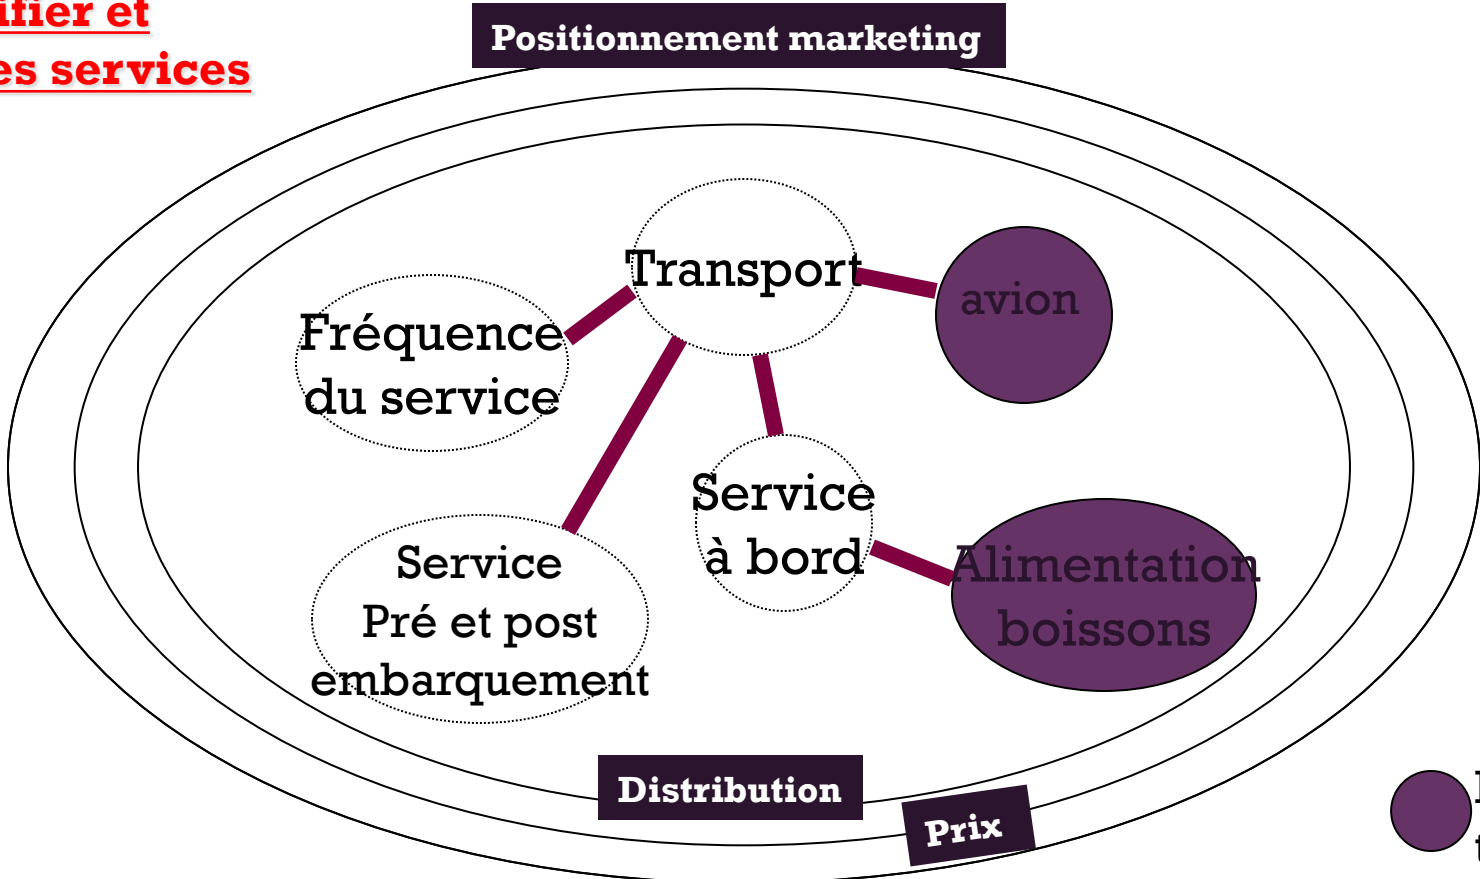 ifier et
es services
Positionnement marketing
Transport
avion
Fréquence
du service
Service
à bord
Alimentation
boissons
Service
Pré et post
embarquement
Distribution
Prix